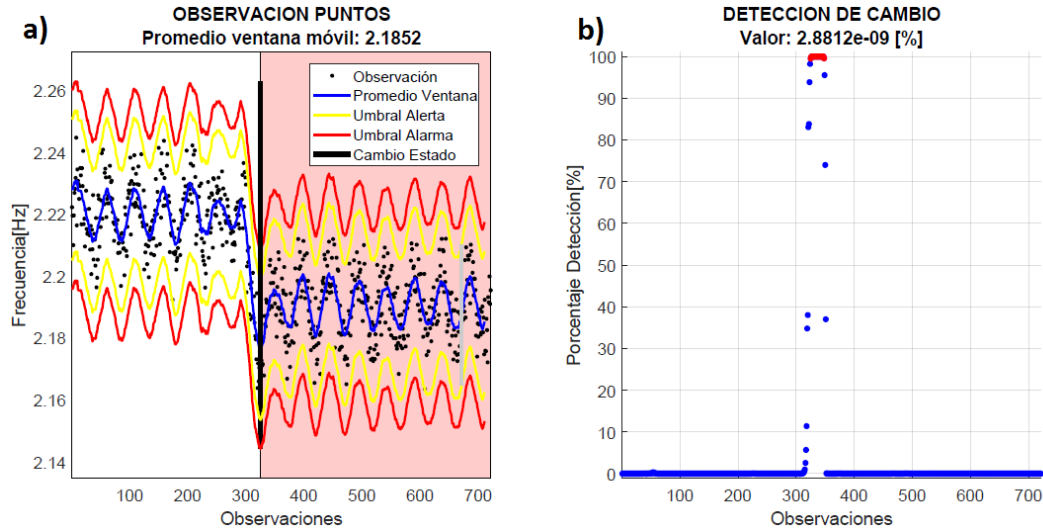 a)
OBSERVACION PUNTOS
Promedio ventana móvil: 2.1852
Observación
Promedio Ventana
Umbral Alerta
Umbral Alarma
Cambio Estado
Frecuencia[Hz]
2.26
2.24
2.22
2.2
2.18
2.16
2.14
100 200 300 400 500 600 700
Observaciones
b)
DETECCION DE CAMBIO
Valor: 2.8812e-09 [%]
Porcentaje Detección[%]
100
90
80
70
60
50
40
30
20
10
0
100 200 300 400 500 600 700
Observaciones